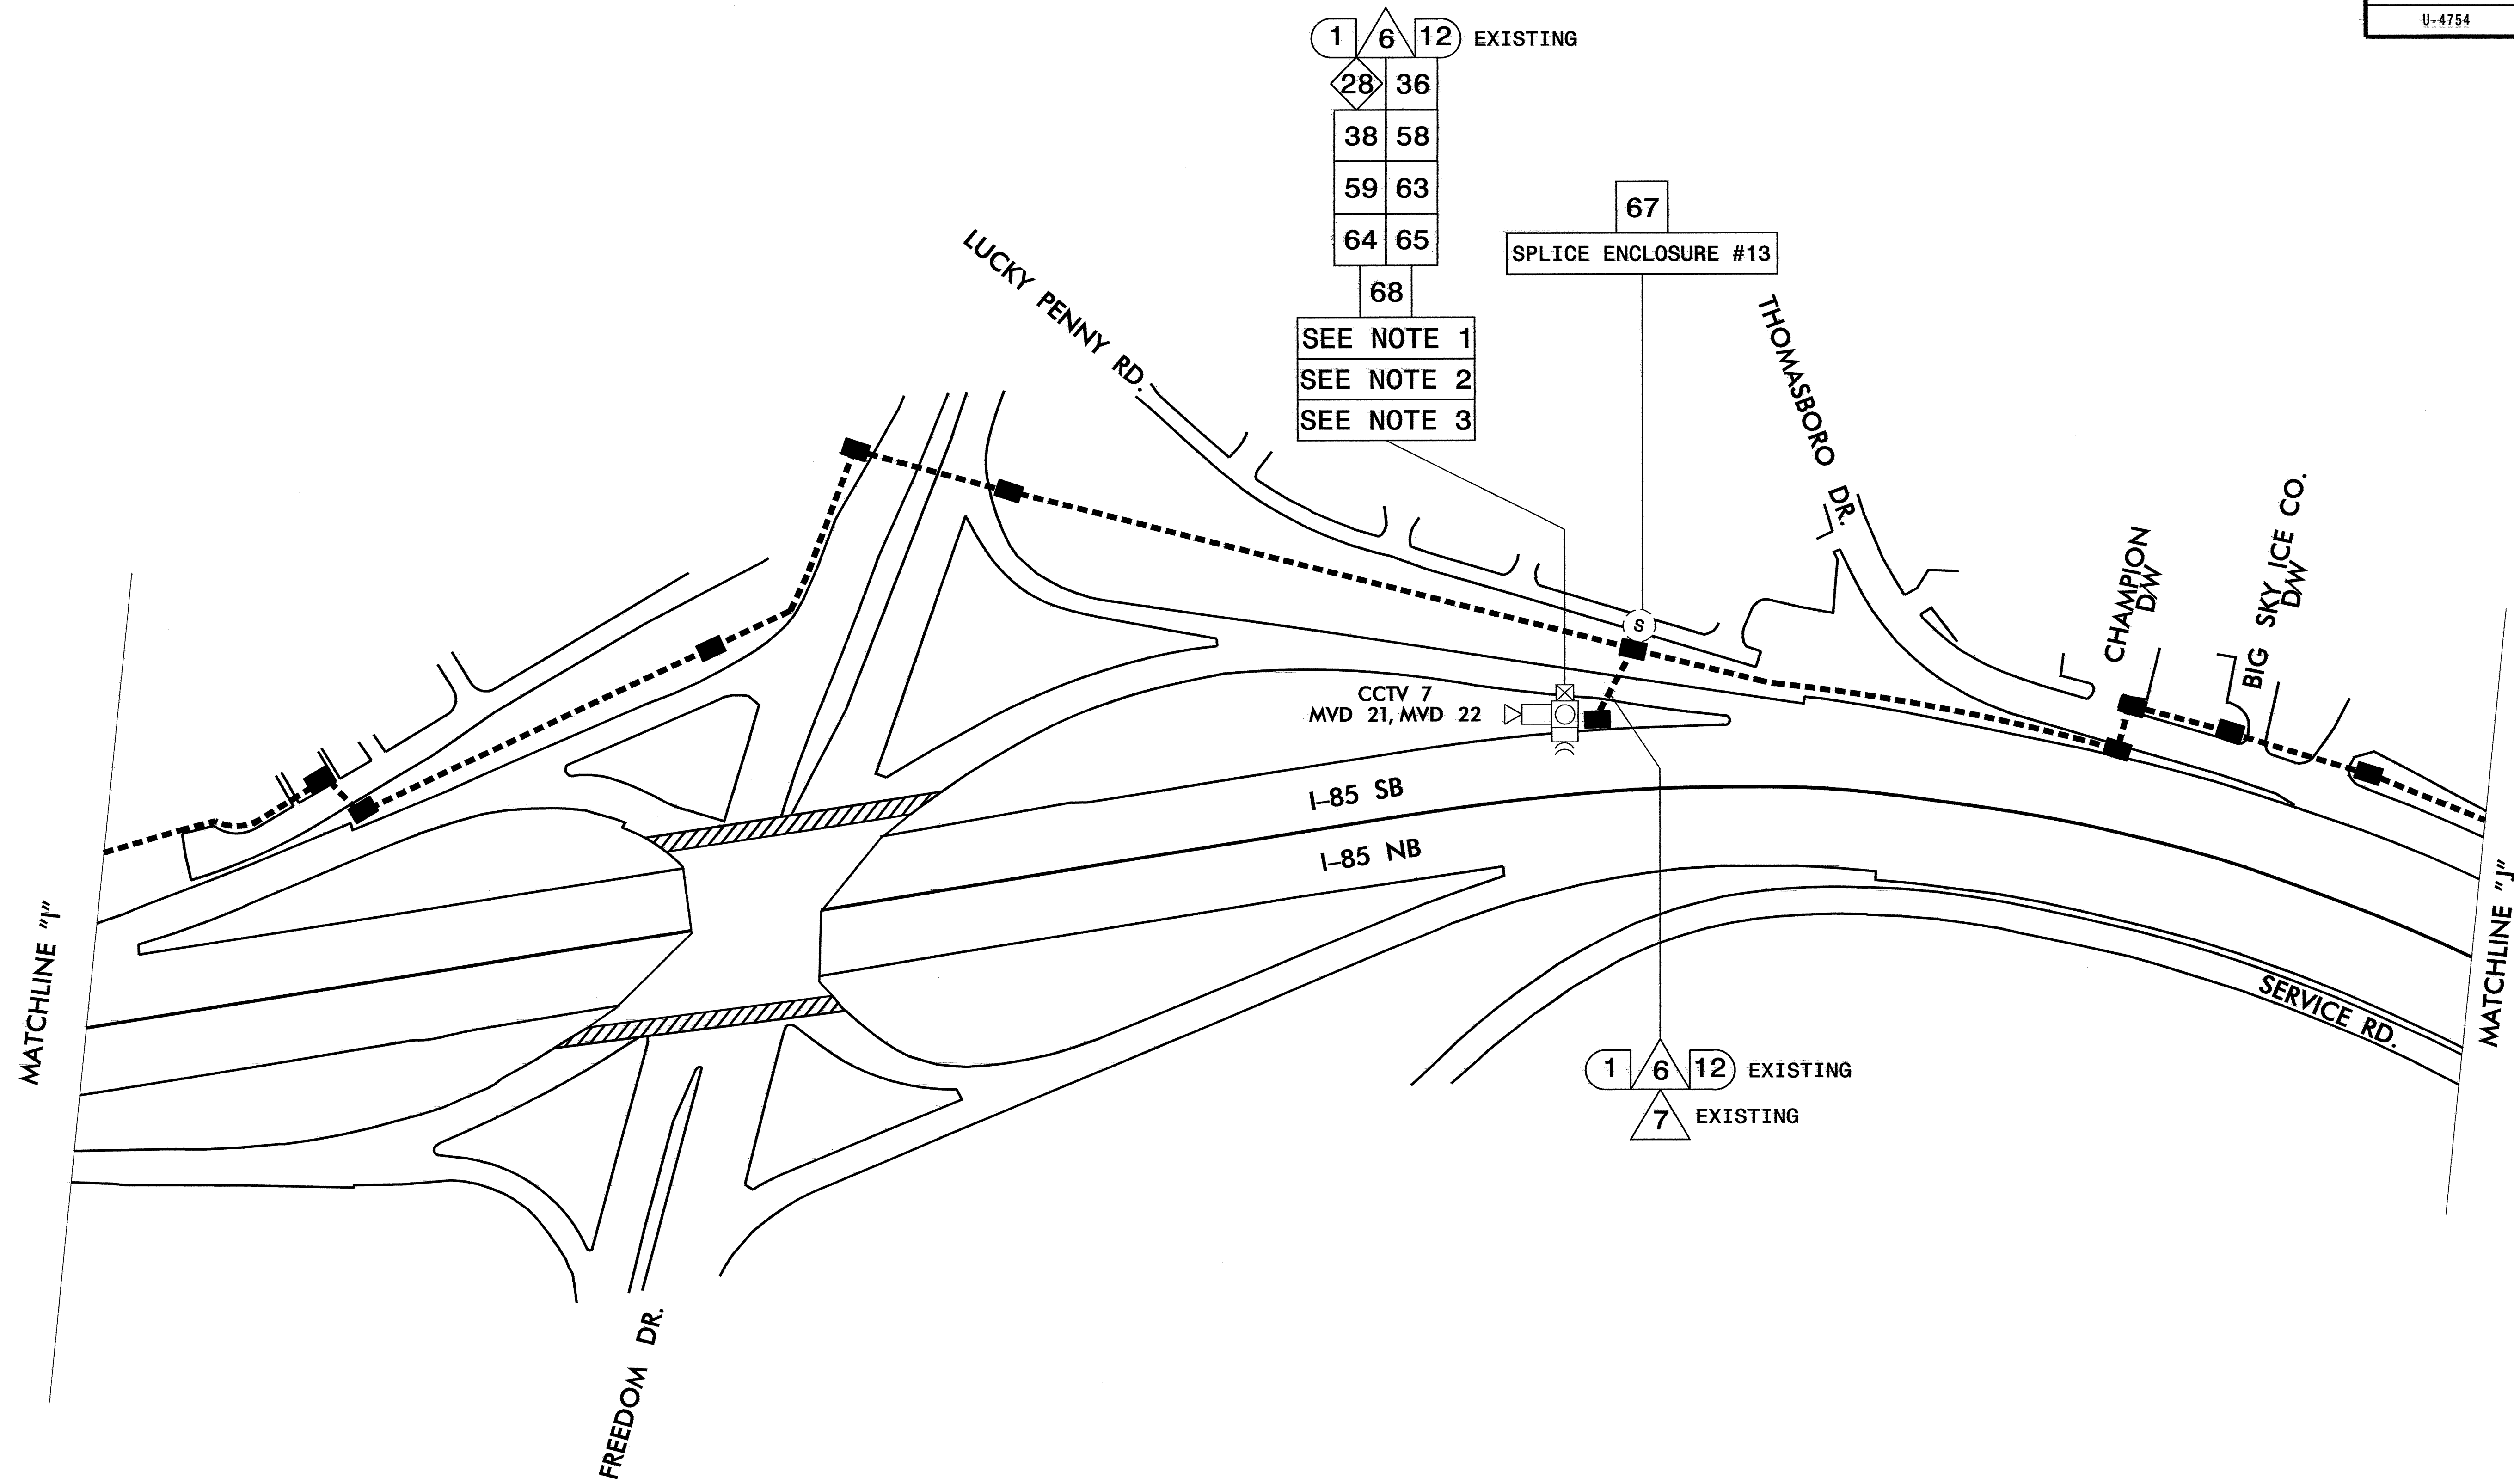 U-4754
1 6 12 EXISTING
28 36
38 58
59 63
64 65
68
SEE NOTE 1
SEE NOTE 2
SEE NOTE 3
67
SPLICE ENCLOSURE #13
LUCKY PENNY RD.
THOMASBORO DR.
CHAMPION
D/W
BIG SKY ICE CO.
D/W
S
CCTV 7
MVD 21, MVD 22
I-85 SB
I-85 NB
MATCHLINE "I"
MATCHLINE "J"
SERVICE RD.
1 6 12 EXISTING
7 EXISTING
FREEDOM DR.